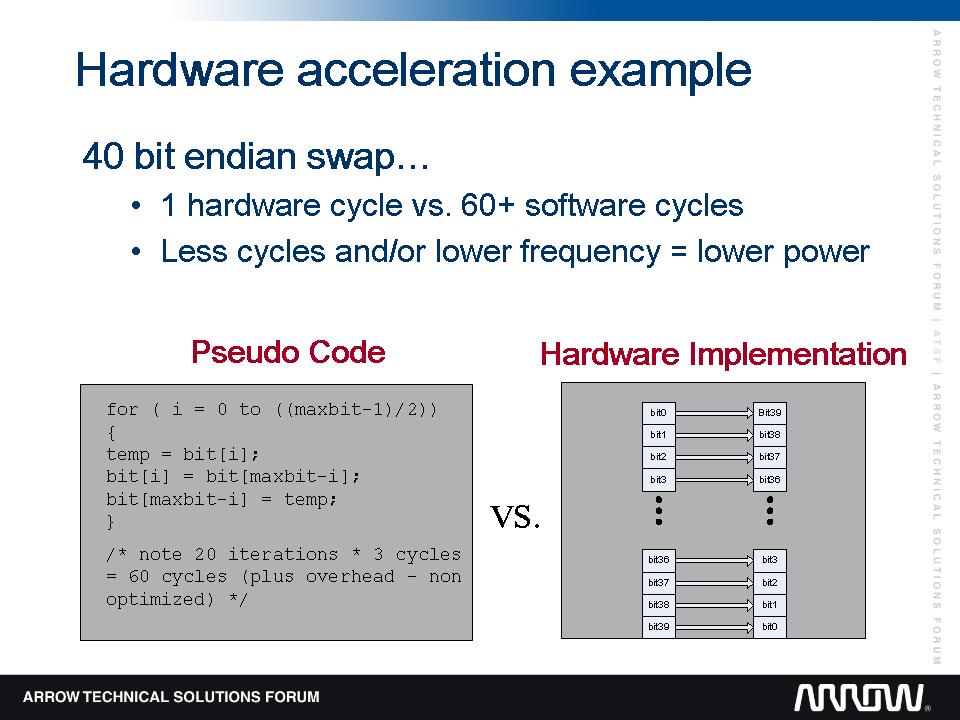 Hardware acceleration example
40 bit endian swap…
• 1 hardware cycle vs. 60+ software cycles
• Less cycles and/or lower frequency = lower power
Pseudo Code
for ( i = 0 to ((maxbit-1)/2))
{
temp = bit[i];
bit[i] = bit[maxbit-i];
bit[maxbit-i] = temp;
}
/* note 20 iterations * 3 cycles
= 60 cycles (plus overhead – non
optimized) */
vs.
Hardware Implementation
bit0 Bit39
bit1 bit38
bit2 bit37
bit3 bit36
bit36 bit3
bit37 bit2
bit38 bit1
bit39 bit0
ARROW TECHNICAL SOLUTIONS FORUM | ATSF | ARROW TECHNICAL SOLUTIONS FORUM
ARROW TECHNICAL SOLUTIONS FORUM
ARROW®